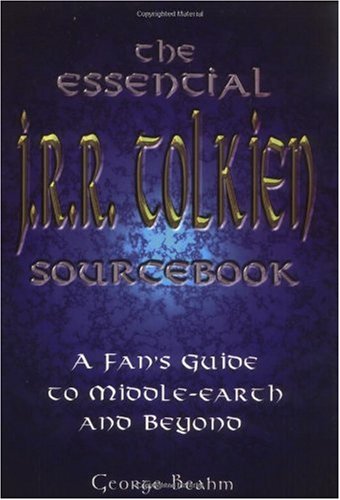 the
Essential
J.R.R. Tolkien
Sourcebook
A Fan's Guide
to Middle-earth
and Beyond
George Beahm